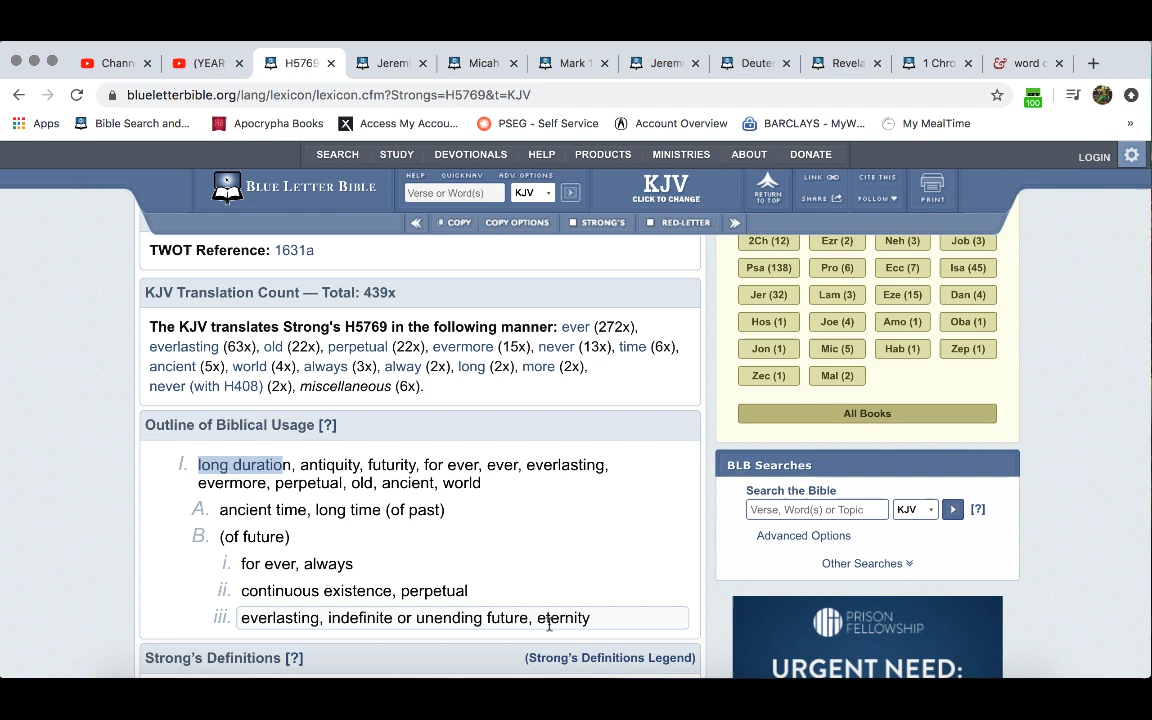 Chann
(YEAR
H5769
Jeremi
Micah
Mark 1
Jerem
Deuter
Revela
1 Chro
word c
blueletterbible.org/lang/lexicon/lexicon.cfm?Strongs=H5769&t=KJV
100
Apps
Bible Search and...
Apocrypha Books
Access My Accou...
PSEG - Self Service
Account Overview
BARCLAYS - MyW...
My MealTime
»
SEARCH STUDY DEVOTIONALS HELP PRODUCTS MINISTRIES ABOUT DONATE
LOGIN
BLUE LETTER BIBLE
HELP QUICKNAV ADV. OPTIONS
Verse or Word(s) KJV
KJV
CLICK TO CHANGE
RETURN
TO TOP
LINK CITE THIS
SHARE FOLLOW
PRINT
COPY COPY OPTIONS STRONG'S RED-LETTER
TWOT Reference: 1631a
KJV Translation Count — Total: 439x
The KJV translates Strong's H5769 in the following manner: ever (272x),
everlasting (63x), old (22x), perpetual (22x), evermore (15x), never (13x), time (6x),
ancient (5x), world (4x), always (3x), alway (2x), long (2x), more (2x),
never (with H408) (2x), miscellaneous (6x).
Outline of Biblical Usage [?]
I. long duration, antiquity, futurity, for ever, ever, everlasting,
evermore, perpetual, old, ancient, world
A. ancient time, long time (of past)
B. (of future)
i. for ever, always
ii. continuous existence, perpetual
iii. everlasting, indefinite or unending future, eternity
Strong's Definitions [?] (Strong's Definitions Legend)
2Ch (12) Ezr (2) Neh (3) Job (3)
Psa (138) Pro (6) Ecc (7) Isa (45)
Jer (32) Lam (3) Eze (15) Dan (4)
Hos (1) Joe (4) Amo (1) Oba (1)
Jon (1) Mic (5) Hab (1) Zep (1)
Zec (1) Mal (2)
All Books
BLB Searches
Search the Bible
Verse, Word(s) or Topic KJV [?]
Advanced Options
Other Searches
PRISON
FELLOWSHIP
URGENT NEED: